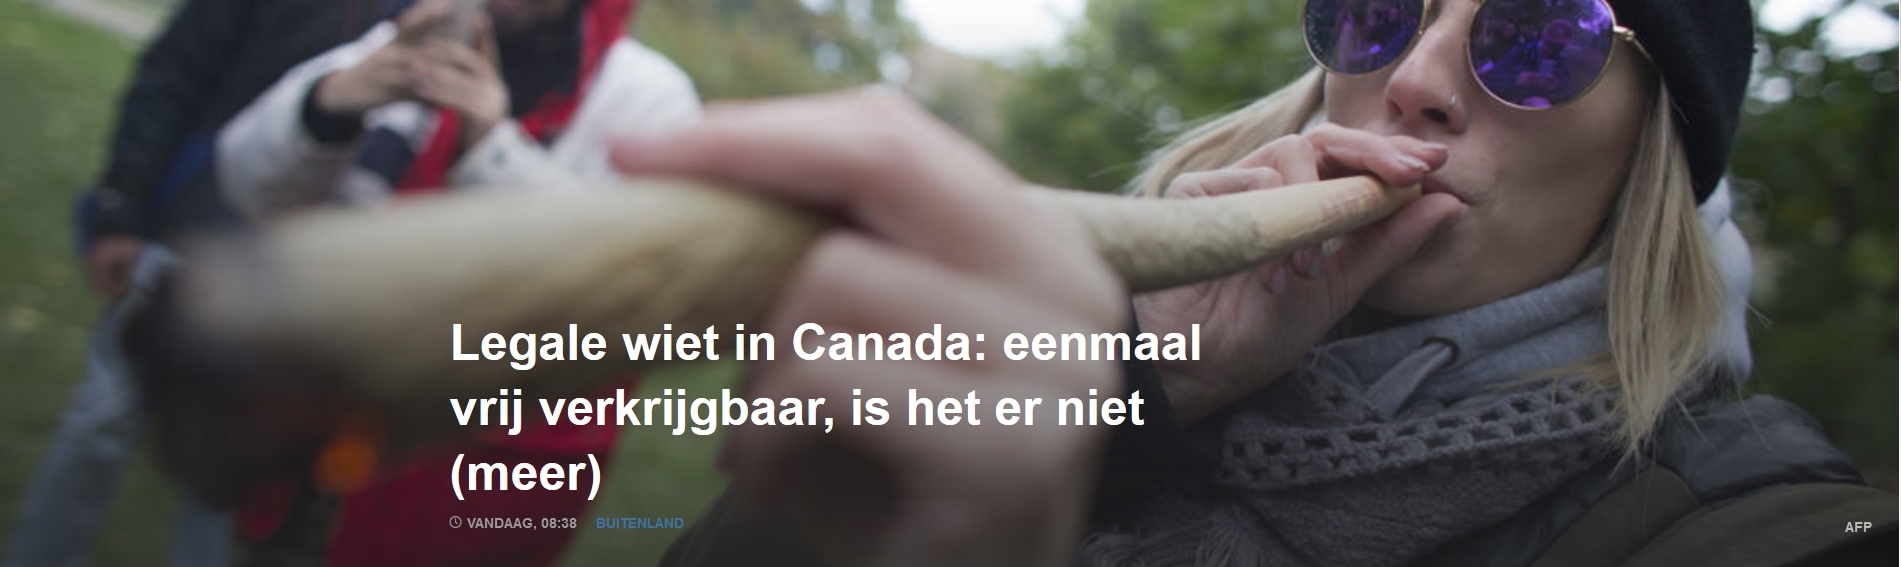 Legale wiet in Canada: eenmaal
vrij verkrijgbaar, is het er niet
(meer)
VANDAAG, 08:38 BUITENLAND
AFP